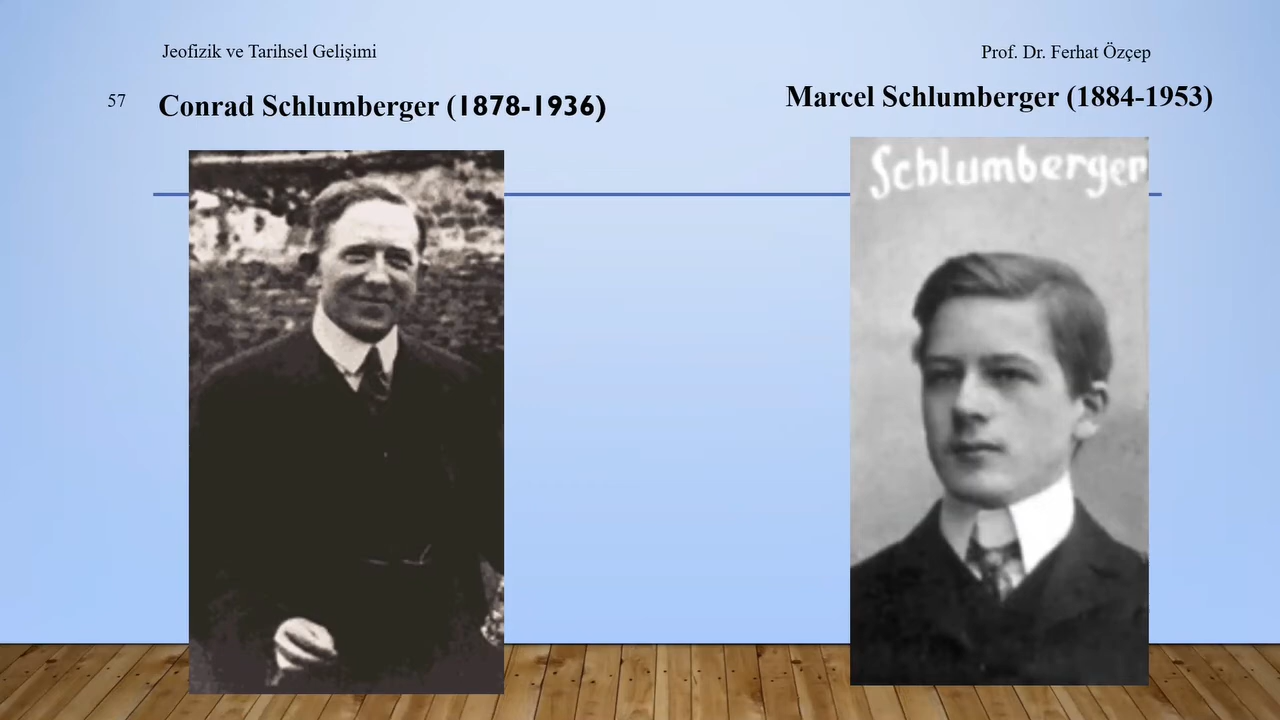 Jeofizik ve Tarihsel Gelişimi
Prof. Dr. Ferhat Özçep
57
Conrad Schlumberger (1878-1936)
Marcel Schlumberger (1884-1953)
Schlumberger